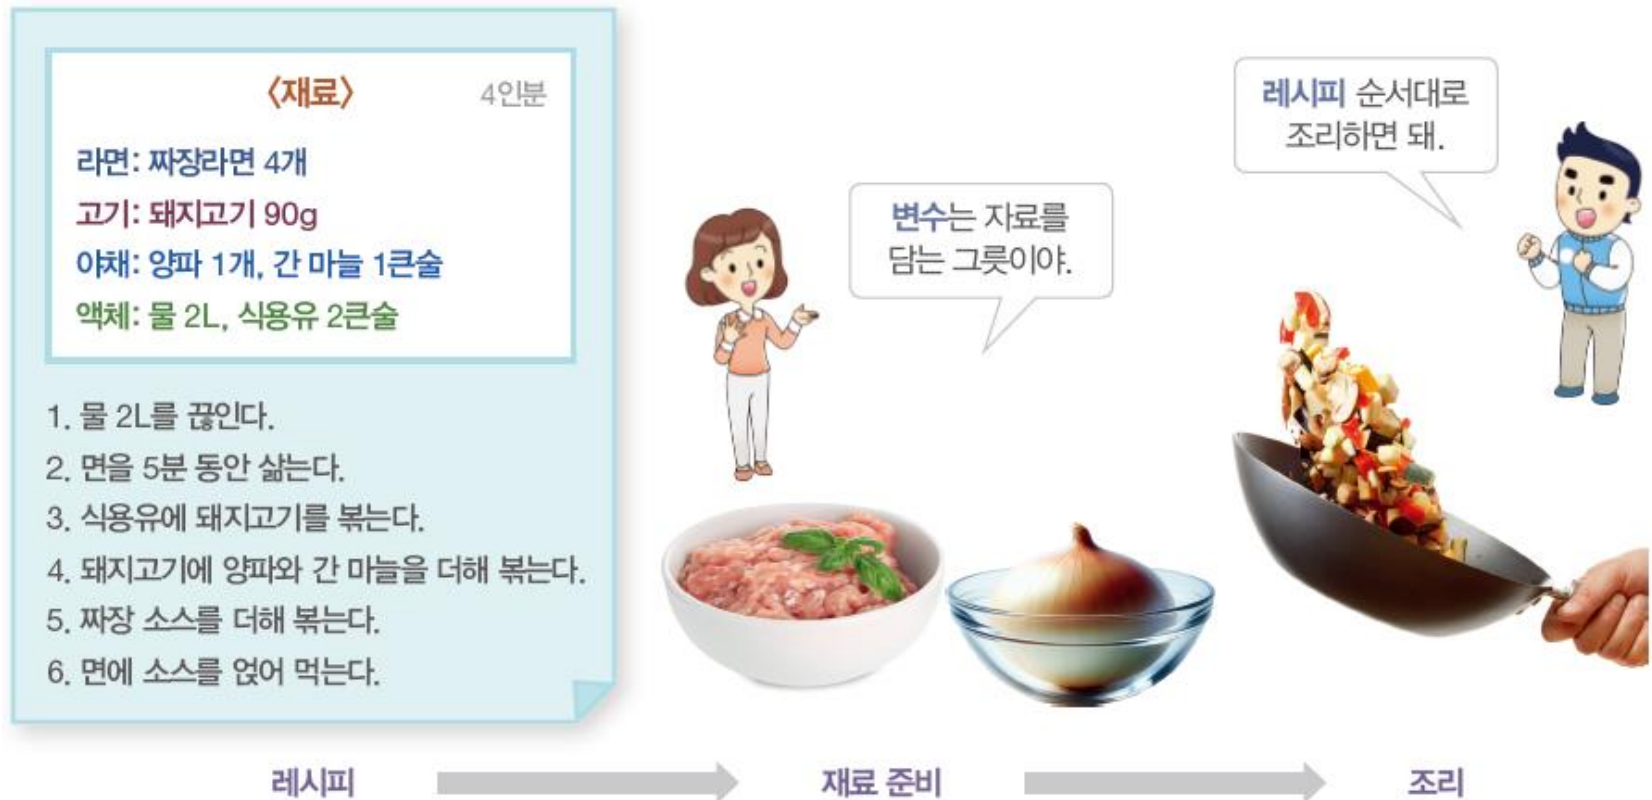 〈재료〉 4인분
라면: 짜장라면 4개
고기: 돼지고기 90g
야채: 양파 1개, 간 마늘 1큰술
액체: 물 2L, 식용유 2큰술
1. 물 2L를 끊인다.
2. 면을 5분 동안 삶는다.
3. 식용유에 돼지고기를 볶는다.
4. 돼지고기에 양파와 간 마늘을 더해 볶는다.
5. 짜장 소스를 더해 볶는다.
6. 면에 소스를 얹어 먹는다.
변수는 자료를
담는 그릇이야.
레시피 순서대로
조리하면 돼.
레시피
재료 준비
조리